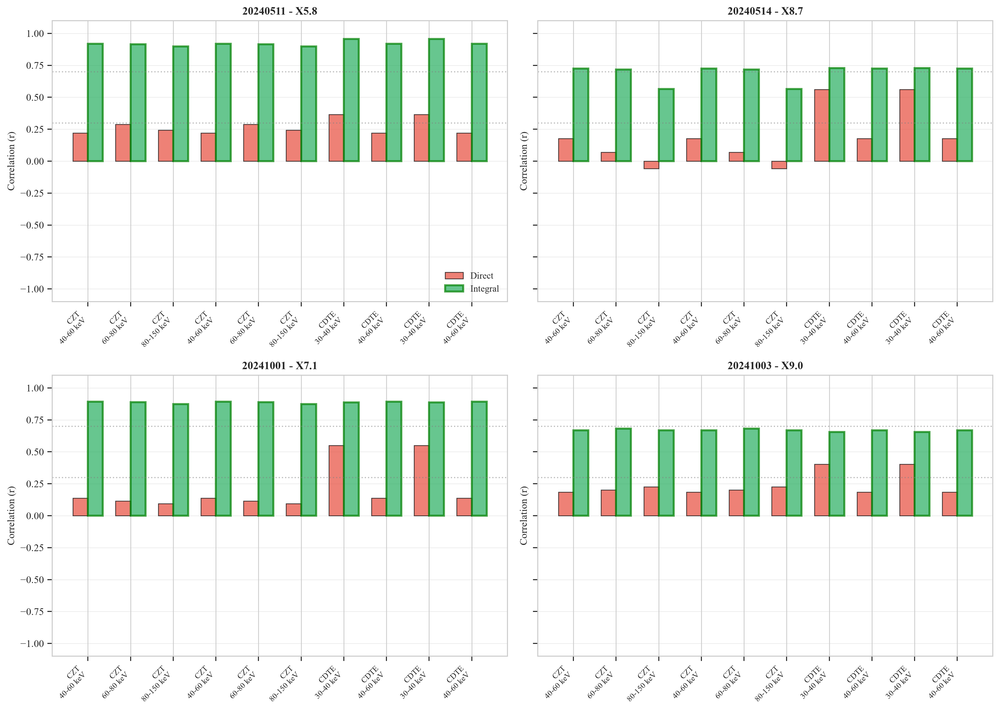 20240511 - X5.8
Correlation (r)
1.00
0.75
0.50
0.25
0.00
−0.25
−0.50
−0.75
−1.00
Direct
Integral
CZT
40-60 keV
CZT
60-80 keV
CZT
80-150 keV
CZT
40-60 keV
CZT
60-80 keV
CZT
80-150 keV
CDTE
30-40 keV
CDTE
40-60 keV
CDTE
30-40 keV
CDTE
40-60 keV
20240514 - X8.7
Correlation (r)
CZT
40-60 keV
CZT
60-80 keV
CZT
80-150 keV
CZT
40-60 keV
CZT
60-80 keV
CZT
80-150 keV
CDTE
30-40 keV
CDTE
40-60 keV
CDTE
30-40 keV
CDTE
40-60 keV
20241001 - X7.1
Correlation (r)
1.00
0.75
0.50
0.25
0.00
−0.25
−0.50
−0.75
−1.00
CZT
40-60 keV
CZT
60-80 keV
CZT
80-150 keV
CZT
40-60 keV
CZT
60-80 keV
CZT
80-150 keV
CDTE
30-40 keV
CDTE
40-60 keV
CDTE
30-40 keV
CDTE
40-60 keV
20241003 - X9.0
Correlation (r)
CZT
40-60 keV
CZT
60-80 keV
CZT
80-150 keV
CZT
40-60 keV
CZT
60-80 keV
CZT
80-150 keV
CDTE
30-40 keV
CDTE
40-60 keV
CDTE
30-40 keV
CDTE
40-60 keV